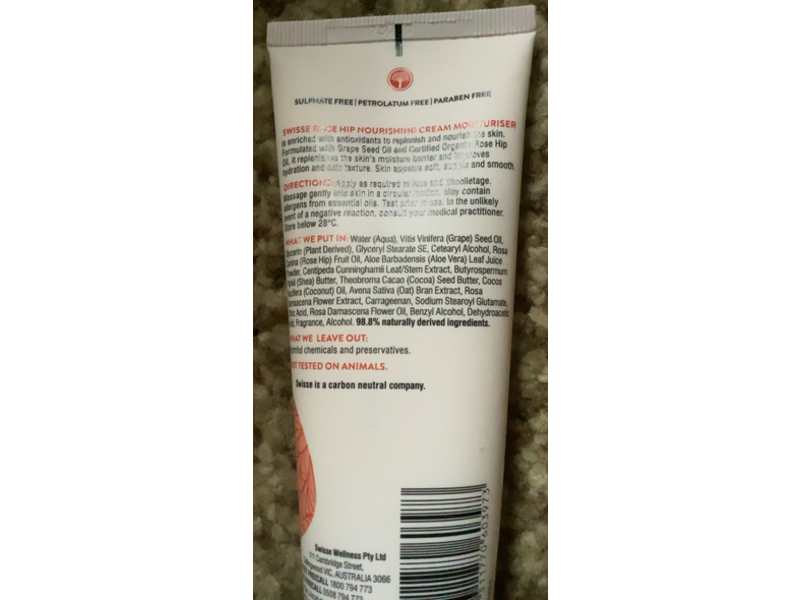 SULPHATE FREE | PETROLATUM FREE | PARABEN FREE
SWISSE ROSE HIP NOURISHING CREAM MOISTURISER
is enriched with antioxidants to replenish and nourish the skin.
Formulated with Grape Seed Oil and Certified Organic Rose Hip
Oil, it replenishes the skin's moisture barrier and improves
hydration and skin texture. Skin appears soft, supple and smooth.
DIRECTIONS: Apply as required to face and décolletage.
Massage gently into skin in a circular motion. May contain
allergens from essential oils. Test prior to use. In the unlikely
event of a negative reaction, consult your medical practitioner.
Store below 28°C.
WHAT WE PUT IN: Water (Aqua), Vitis Vinifera (Grape) Seed Oil,
Glycerin (Plant Derived), Glyceryl Stearate SE, Cetearyl Alcohol, Rosa
Canina (Rose Hip) Fruit Oil, Aloe Barbadensis (Aloe Vera) Leaf Juice
Powder, Centipeda Cunninghamii Leaf/Stem Extract, Butyrospermum
Parkii (Shea) Butter, Theobroma Cacao (Cocoa) Seed Butter, Cocos
Nucifera (Coconut) Oil, Avena Sativa (Oat) Bran Extract, Rosa
Damascena Flower Extract, Carrageenan, Sodium Stearoyl Glutamate,
Citric Acid, Rosa Damascena Flower Oil, Benzyl Alcohol, Dehydroacetic
Acid, Fragrance, Alcohol. 98.8% naturally derived ingredients.
WHAT WE LEAVE OUT:
Harmful chemicals and preservatives.
NOT TESTED ON ANIMALS.
Swisse is a carbon neutral company.
Swisse Wellness Pty Ltd
Cambridge Street,
Collingwood VIC, AUSTRALIA 3066
FREECALL 1800 794 773
FREECALL 0508 794 773
603973